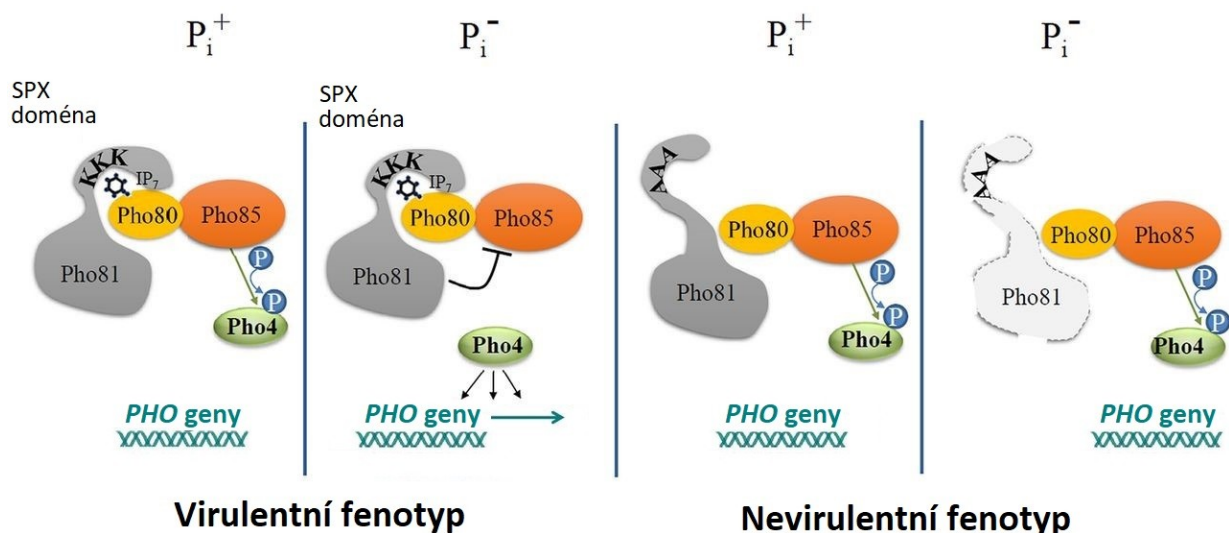 Pi+
Pi-
Pi+
Pi-
SPX
doména
SPX
doména
KKK
IP7
Pho80
Pho85
Pho81
P
P
Pho4
KKK
IP7
Pho80
Pho85
Pho81
Pho4
AAA
Pho80
Pho85
Pho81
P
P
Pho4
AAA
Pho80
Pho85
Pho81
P
P
Pho4
PHO geny
PHO geny
PHO geny
PHO geny
Virulentní fenotyp
Nevirulentní fenotyp